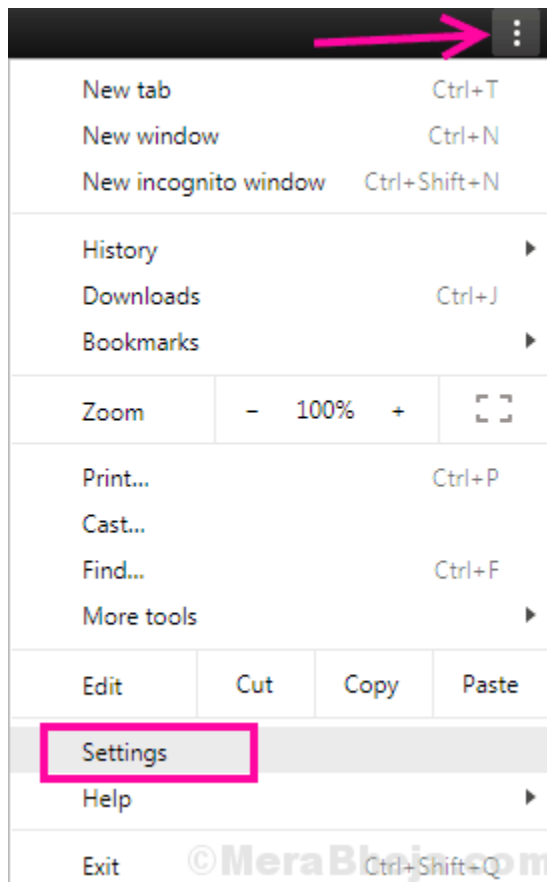 New tab Ctrl+T
New window Ctrl+N
New incognito window Ctrl+Shift+N
History
Downloads Ctrl+J
Bookmarks
Zoom - 100% +
Print... Ctrl+P
Cast...
Find... Ctrl+F
More tools
Edit Cut Copy Paste
Settings
Help
Exit Ctrl+Shift+Q
©MeraBhoja.com